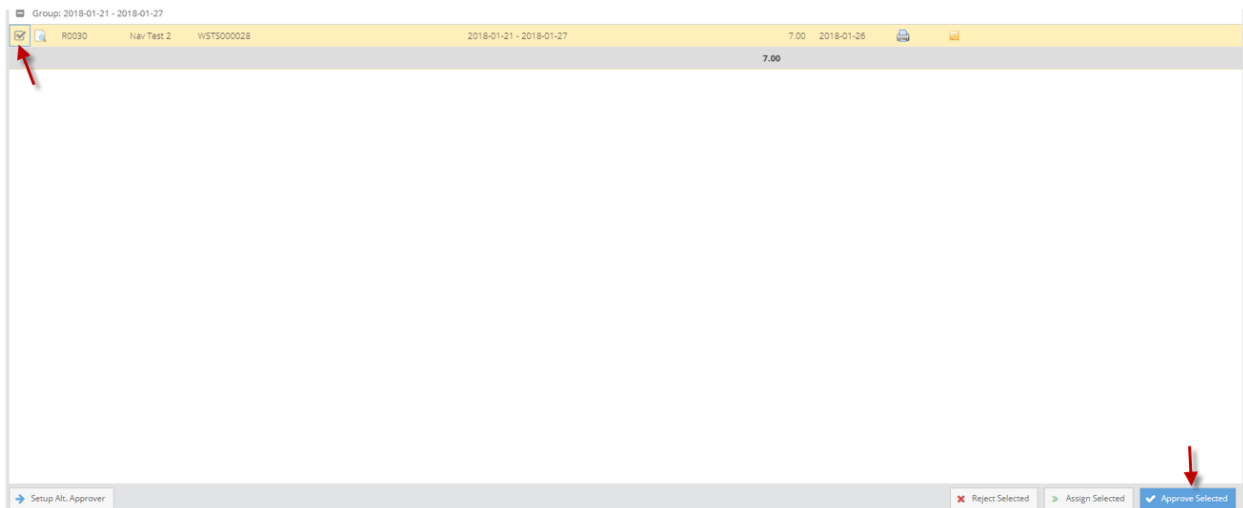 Group: 2018-01-21 - 2018-01-27
R0030 Nav Test 2 WSTS000028 2018-01-21 - 2018-01-27 7.00 2018-01-26
7.00
Setup Alt. Approver Reject Selected Assign Selected Approve Selected